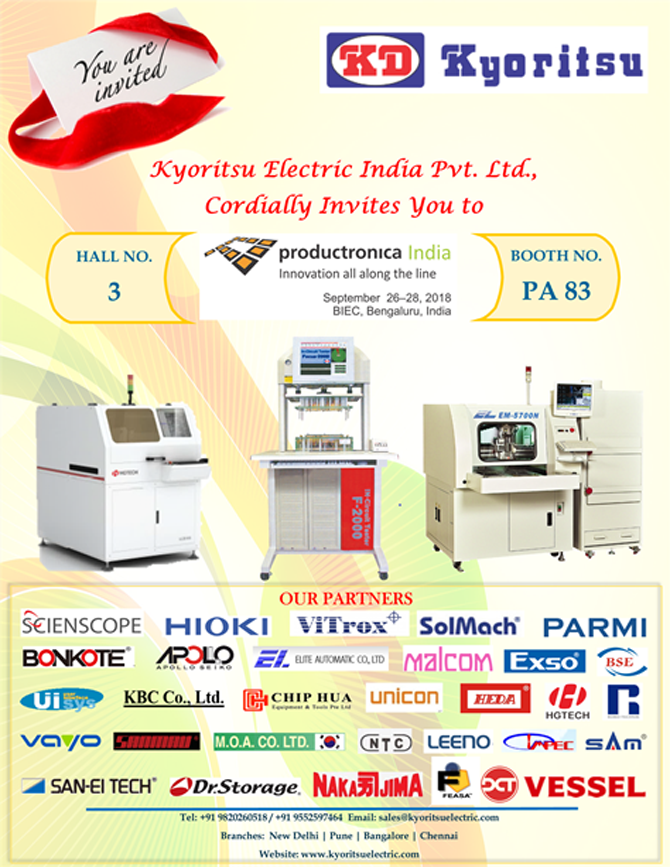 You are
invited
KD Kyoritsu
Kyoritsu Electric India Pvt. Ltd.,
Cordially Invites You to
HALL NO.
3
productronica India
Innovation all along the line
September 26–28, 2018
BIEC, Bengaluru, India
BOOTH NO.
PA 83
In-Circuit Tester
F-2000
HGTECH
EL EM-5700N
OUR PARTNERS
SCIENSCOPE HIOKI ViTrox SolMach® PARMI
BONKOTE® APOLLO APOLLO SEIKO ELITE AUTOMATIC CO., LTD malcom Exso® BSE
Uisys KBC Co., Ltd. CHIP HUA Equipment & Tools Pte Ltd unicon HEDA HGTECH
VAYO M.O.A. CO. LTD. NTC LEENO SAM
SAN-EI TECH® Dr.Storage NAKAJIMA FEASA VESSEL
Tel: +91 9820260518 / +91 9552597464 Email: sales@kyoritsuelectric.com
Branches: New Delhi | Pune | Bangalore | Chennai
Website: www.kyoritsuelectric.com